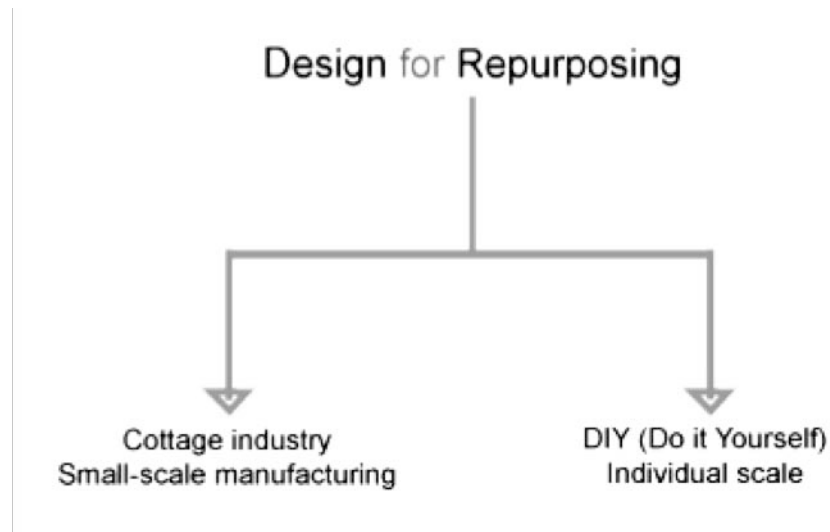 Design for Repurposing
Cottage industry
Small-scale manufacturing
DIY (Do it Yourself)
Individual scale